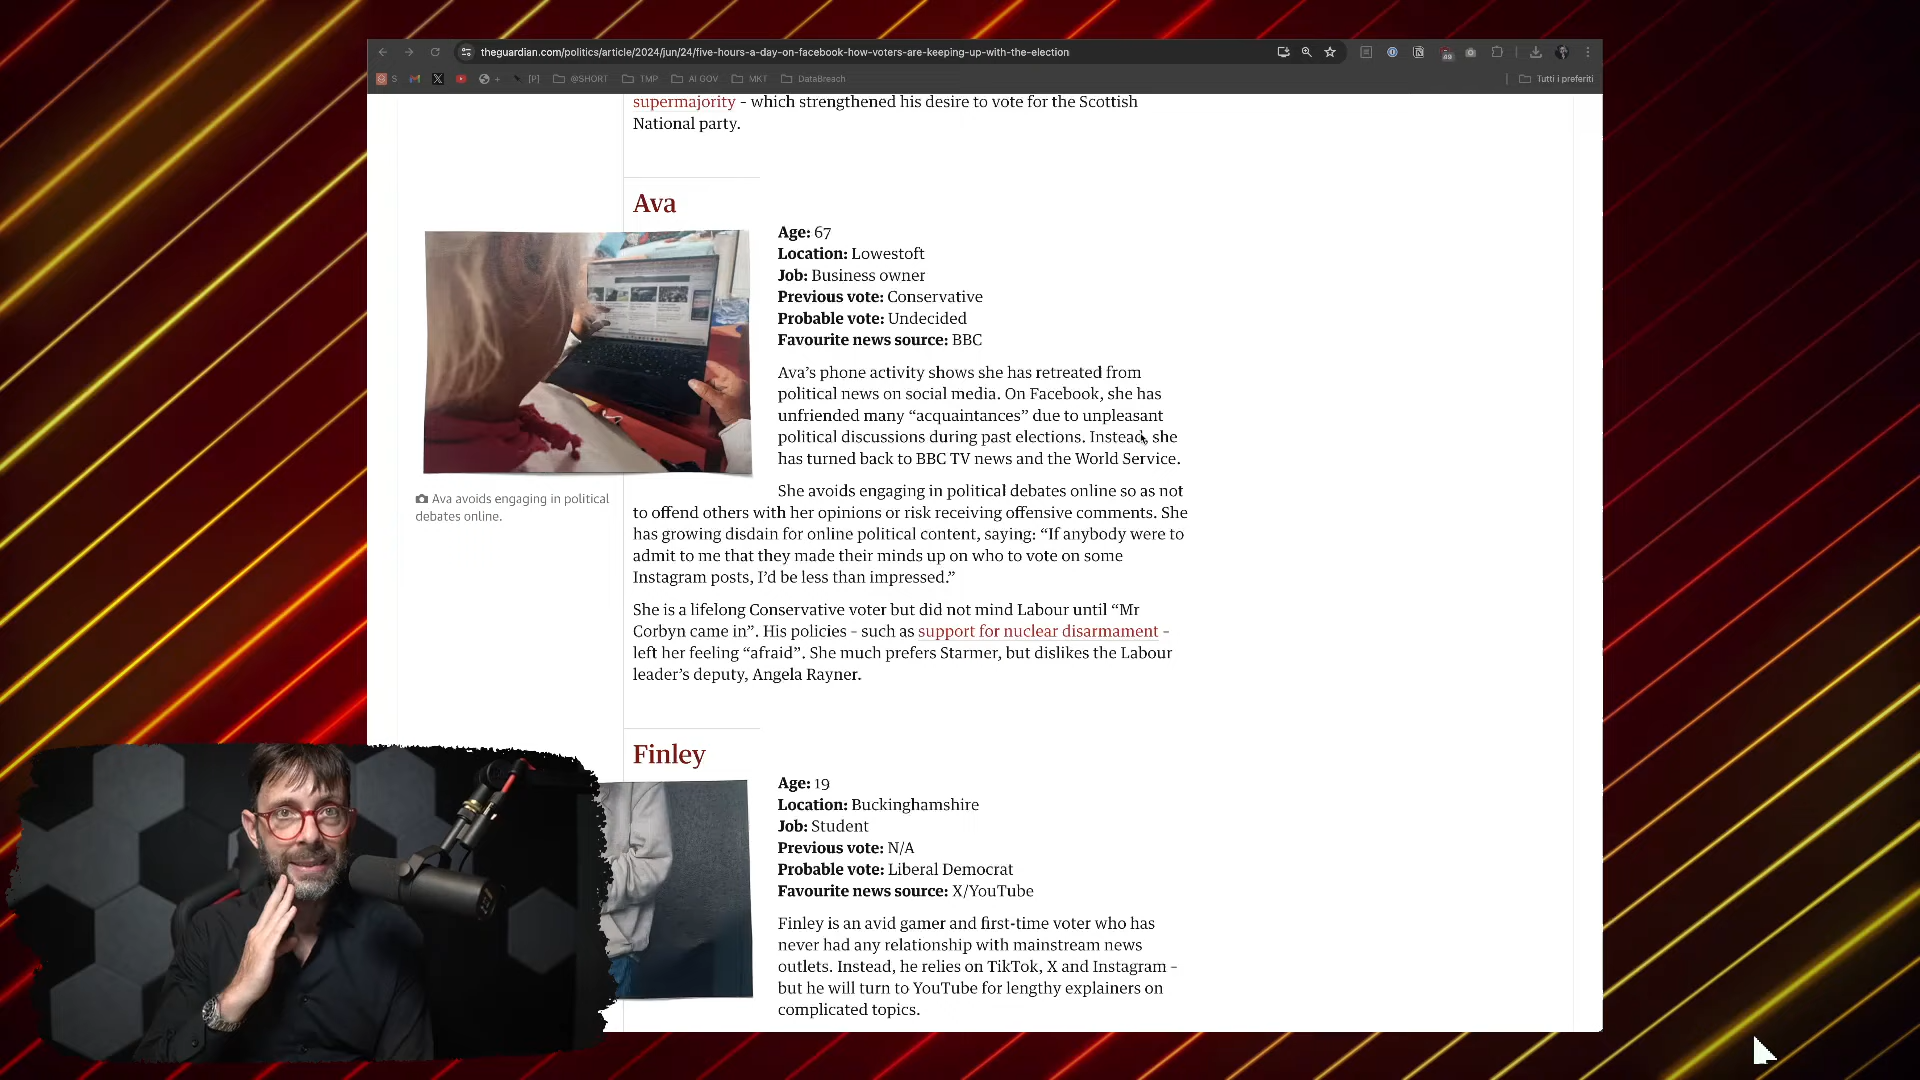 theguardian.com/politics/article/2024/jun/24/five-hours-a-day-on-facebook-how-voters-are-keeping-up-with-the-election
S
[P]
@SHORT
TMP
AI GOV
MKT
DataBreach
Tutti i preferiti
supermajority – which strengthened his desire to vote for the Scottish
National party.
Ava
Age: 67
Location: Lowestoft
Job: Business owner
Previous vote: Conservative
Probable vote: Undecided
Favourite news source: BBC
Ava’s phone activity shows she has retreated from
political news on social media. On Facebook, she has
unfriended many “acquaintances” due to unpleasant
political discussions during past elections. Instead, she
has turned back to BBC TV news and the World Service.
Ava avoids engaging in political
debates online.
She avoids engaging in political debates online so as not
to offend others with her opinions or risk receiving offensive comments. She
has growing disdain for online political content, saying: “If anybody were to
admit to me that they made their minds up on who to vote on some
Instagram posts, I’d be less than impressed.”
She is a lifelong Conservative voter but did not mind Labour until “Mr
Corbyn came in”. His policies – such as support for nuclear disarmament –
left her feeling “afraid”. She much prefers Starmer, but dislikes the Labour
leader’s deputy, Angela Rayner.
Finley
Age: 19
Location: Buckinghamshire
Job: Student
Previous vote: N/A
Probable vote: Liberal Democrat
Favourite news source: X/YouTube
Finley is an avid gamer and first-time voter who has
never had any relationship with mainstream news
outlets. Instead, he relies on TikTok, X and Instagram –
but he will turn to YouTube for lengthy explainers on
complicated topics.